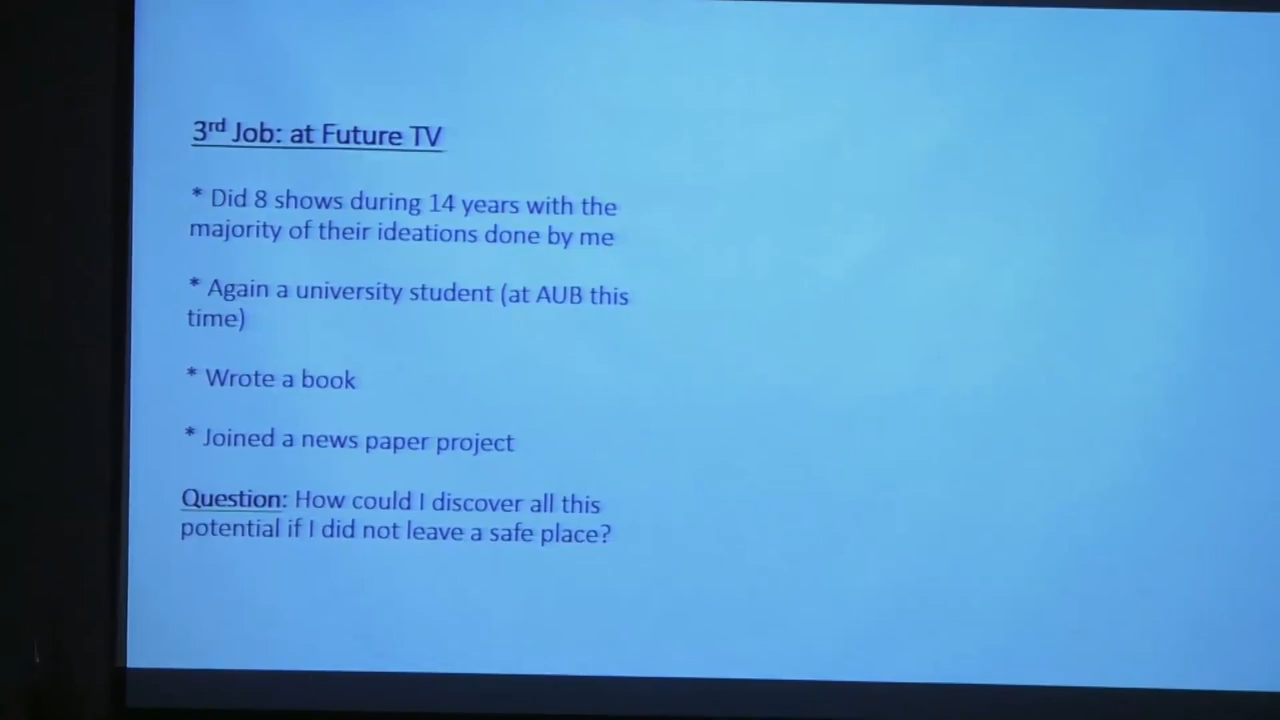 3rd Job: at Future TV
* Did 8 shows during 14 years with the
majority of their ideations done by me
* Again a university student (at AUB this
time)
* Wrote a book
* Joined a news paper project
Question: How could I discover all this
potential if I did not leave a safe place?